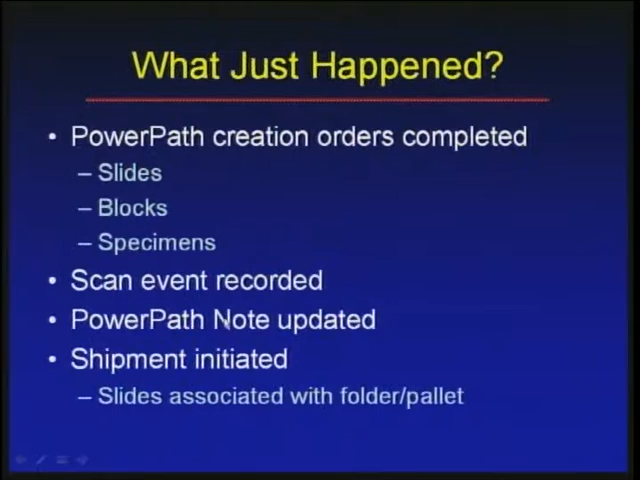 What Just Happened?
• PowerPath creation orders completed
– Slides
– Blocks
– Specimens
• Scan event recorded
• PowerPath Note updated
• Shipment initiated
– Slides associated with folder/pallet